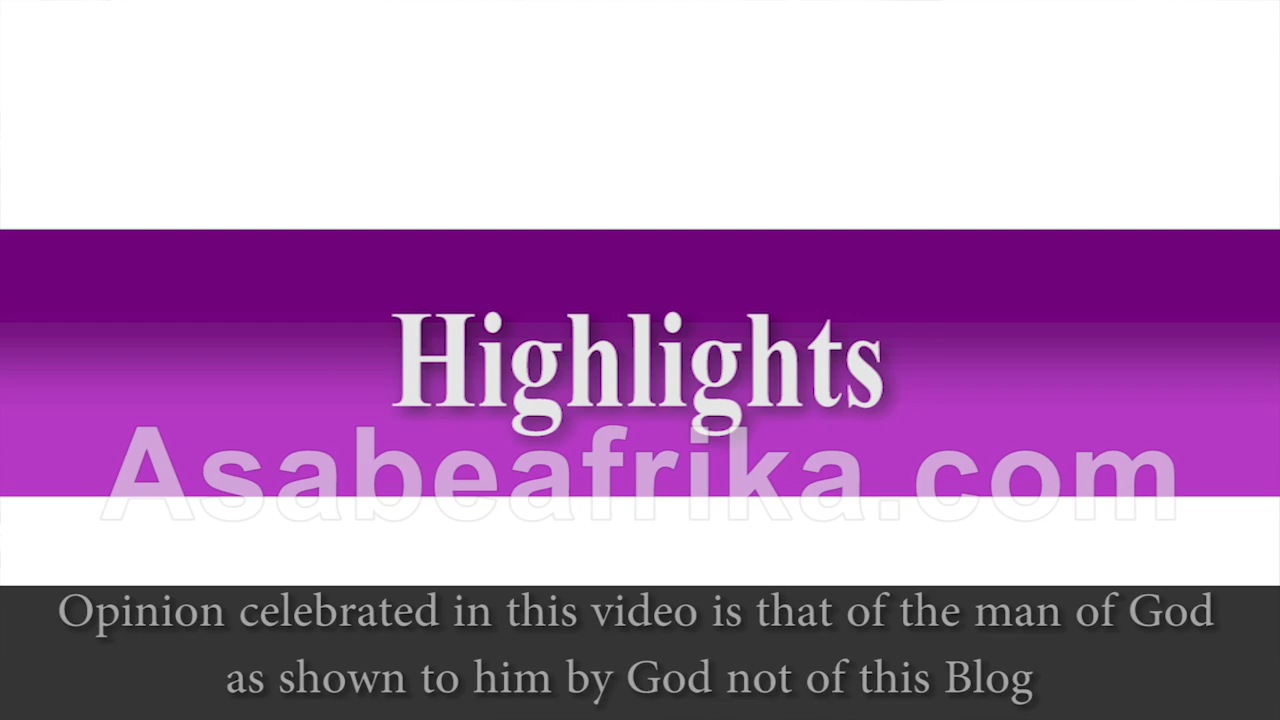 Highlights
Asabeafrika.com
Opinion celebrated in this video is that of the man of God
as shown to him by God not of this Blog